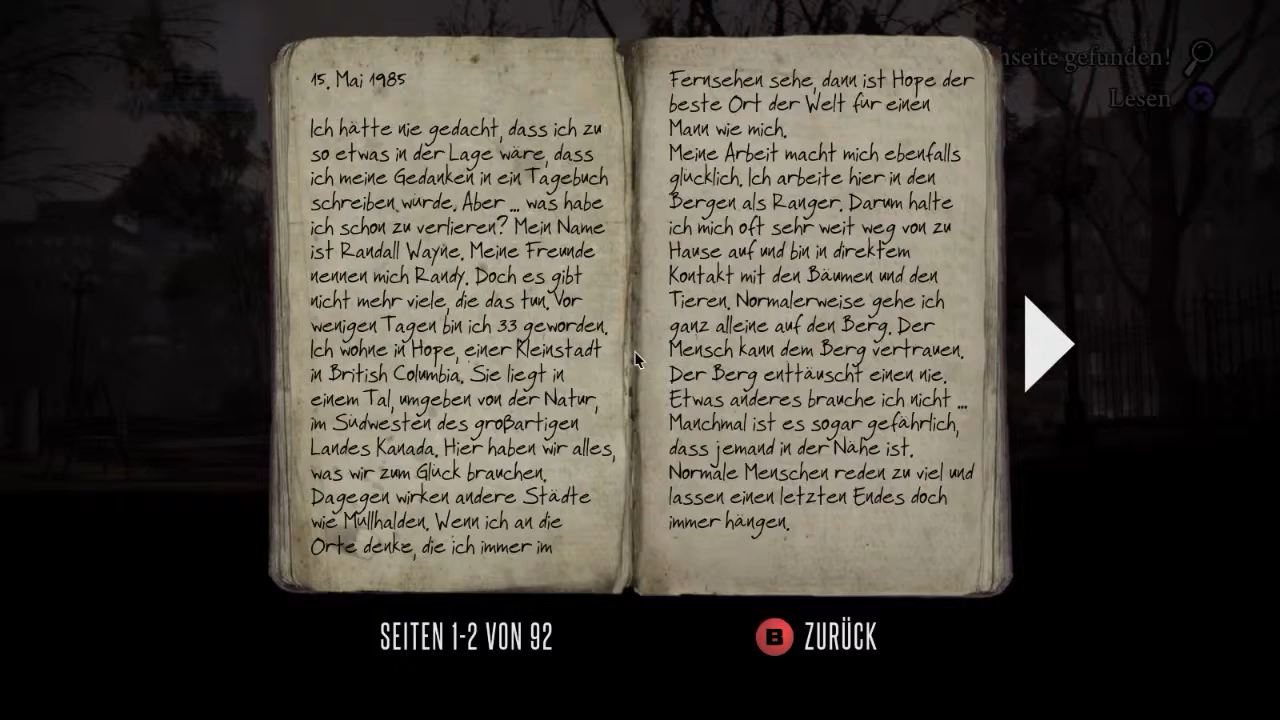 15. Mai 1985
Ich hätte nie gedacht, dass ich zu
so etwas in der Lage wäre, dass
ich meine Gedanken in ein Tagebuch
schreiben würde. Aber ... was habe
ich schon zu verlieren? Mein Name
ist Randall Wayne. Meine Freunde
nennen mich Randy. Doch es gibt
nicht mehr viele, die das tun. Vor
wenigen Tagen bin ich 33 geworden.
Ich wohne in Hope, einer Kleinstadt
in British Columbia. Sie liegt in
einem Tal, umgeben von der Natur,
im Südwesten des großartigen
Landes Kanada. Hier haben wir alles,
was wir zum Glück brauchen.
Dagegen wirken andere Städte
wie Müllhalden. Wenn ich an die
Orte denke, die ich immer im
Fernsehen sehe, dann ist Hope der
beste Ort der Welt für einen
Mann wie mich.
Meine Arbeit macht mich ebenfalls
glücklich. Ich arbeite hier in den
Bergen als Ranger. Darum halte
ich mich oft sehr weit weg von zu
Hause auf und bin in direktem
Kontakt mit den Bäumen und den
Tieren. Normalerweise gehe ich
ganz alleine auf den Berg. Der
Mensch kann dem Berg vertrauen.
Der Berg enttäuscht einen nie.
Etwas anderes brauche ich nicht ...
Manchmal ist es sogar gefährlich,
dass jemand in der Nähe ist.
Normale Menschen reden zu viel und
lassen einen letzten Endes doch
immer hängen.
hseite gefunden!
Lesen X
SEITEN 1-2 VON 92
B ZURÜCK